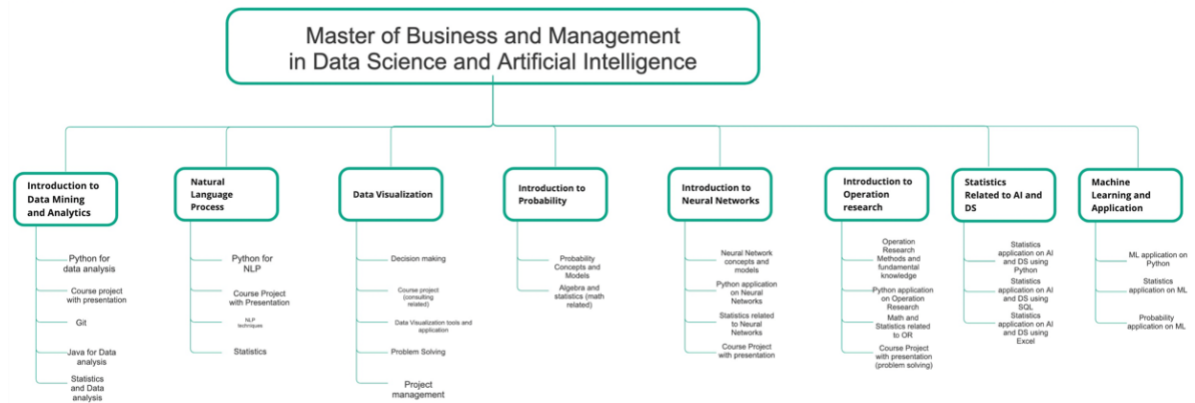 Master of Business and Management
in Data Science and Artificial Intelligence
Introduction to
Data Mining
and Analytics
Python for
data analysis
Course project
with presentation
Git
Java for Data
analysis
Statistics
and Data
analysis
Natural
Language
Process
Python for
NLP
Course Project
with Presentation
NLP
techniques
Statistics
Data Visualization
Decision making
Course project
(consulting
related)
Data Visualization tools and
application
Problem Solving
Project
management
Introduction to
Probability
Probability
Concepts and
Models
Algebra and
statistics (math
related)
Introduction to
Neural Networks
Neural Network
concepts and
models
Python application
on Neural
Networks
Statistics related
to Neural
Networks
Course Project
with presentation
Introduction to
Operation
research
Operation
Research
Methods and
fundamental
knowledge
Python application
on Operation
Research
Math and
Statistics related
to OR
Course Project
with presentation
(problem solving)
Statistics
Related to AI and
DS
Statistics
application on AI
and DS using
Python
Statistics
application on AI
and DS using
SQL
Statistics
application on AI
and DS using
Excel
Machine
Learning and
Application
ML application on
Python
Statistics
application on ML
Probability
application on ML